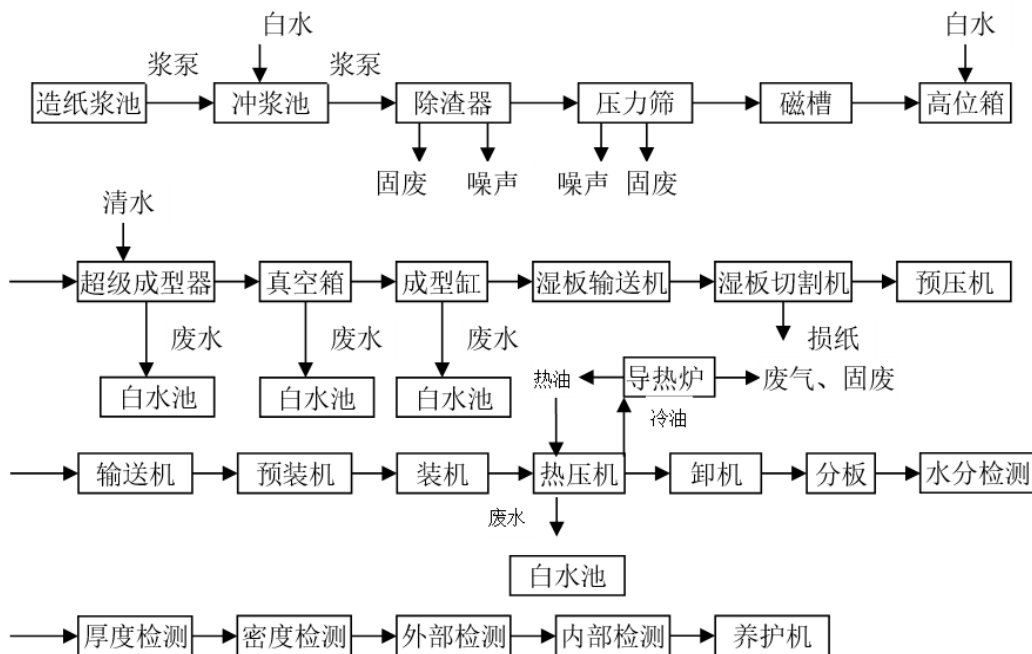 白水
白水
浆泵
浆泵
造纸浆池
冲浆池
除渣器
压力筛
磁槽
高位箱
固废
噪声
噪声
固废
清水
超级成型器
真空箱
成型缸
湿板输送机
湿板切割机
预压机
废水
废水
废水
损纸
白水池
白水池
白水池
热油
导热炉
废气、固废
冷油
输送机
预装机
装机
热压机
卸机
分板
水分检测
废水
白水池
厚度检测
密度检测
外部检测
内部检测
养护机